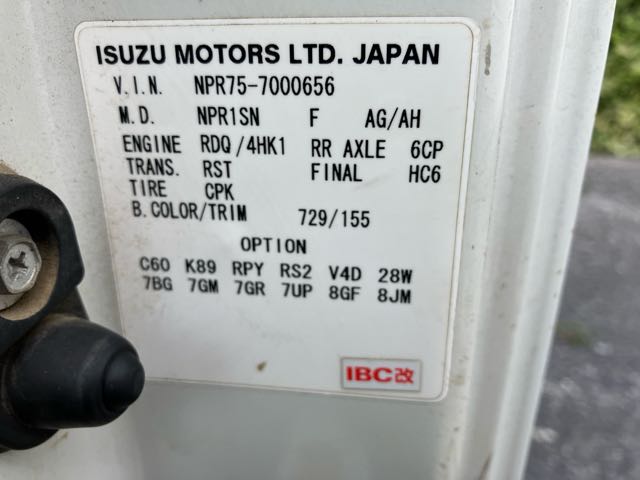 ISUZU MOTORS LTD. JAPAN
V.I.N. NPR75-7000656
M.D. NPR1SN F AG/AH
ENGINE RDQ/4HK1 RR AXLE 6CP
TRANS. RST FINAL HC6
TIRE CPK
B.COLOR/TRIM 729/155
OPTION
C60 K89 RPY RS2 V4D 28W
7BG 7GM 7GR 7UP 8GF 8JM
IBC改